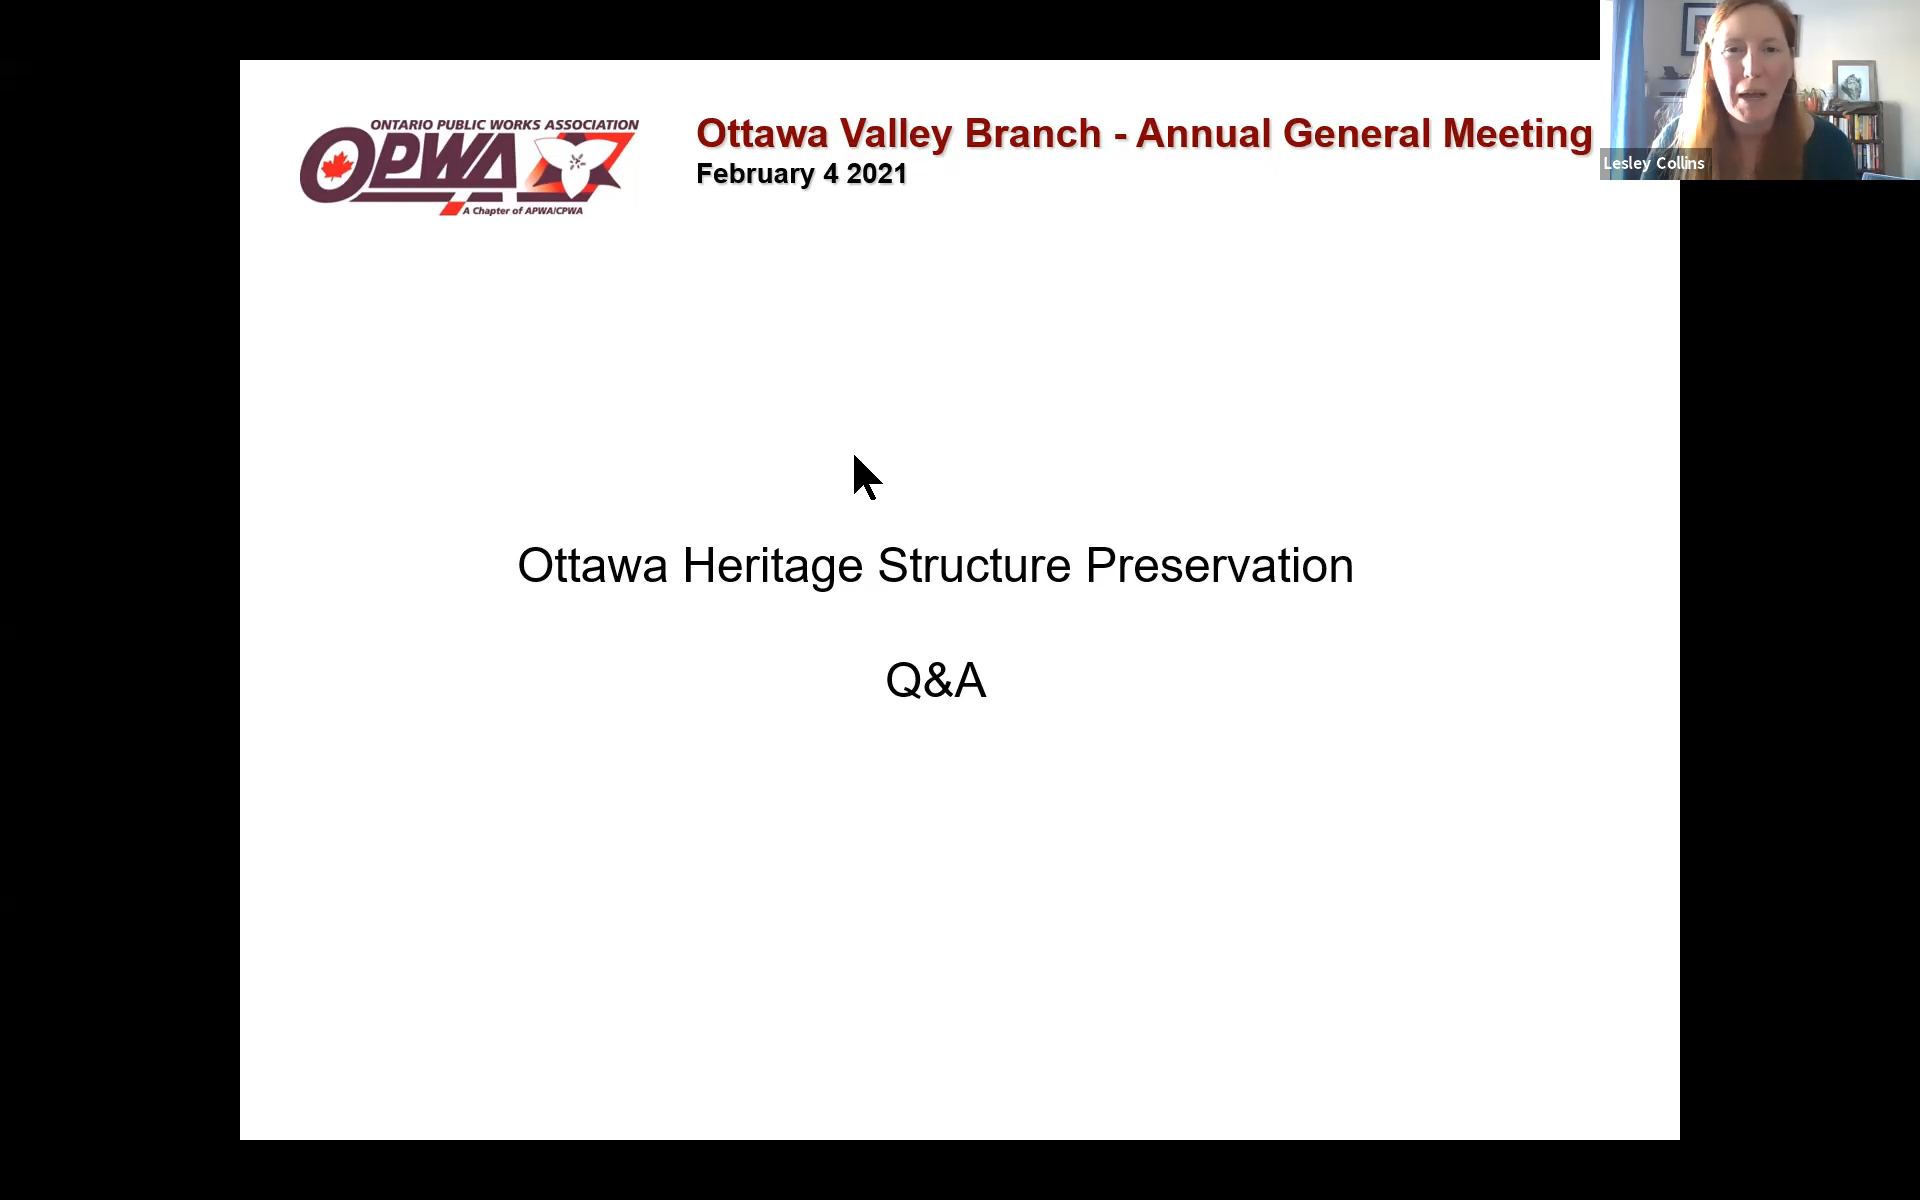 ONTARIO PUBLIC WORKS ASSOCIATION
OPWA
A Chapter of APWA/CPWA
Ottawa Valley Branch - Annual General Meeting
February 4 2021
Lesley Collins
Ottawa Heritage Structure Preservation
Q&A